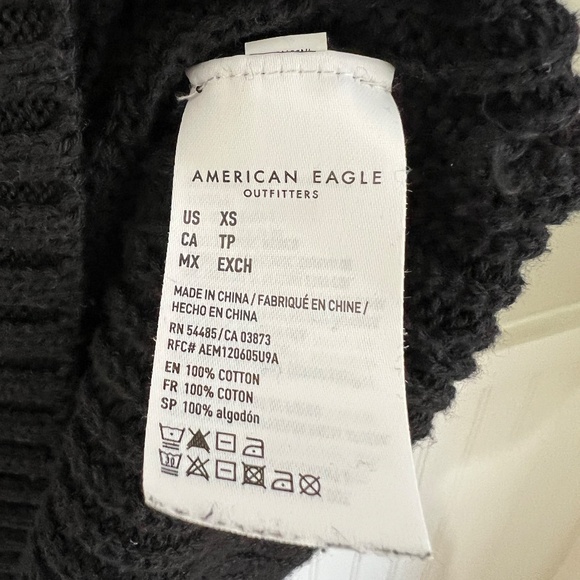 AMERICAN EAGLE
OUTFITTERS
US XS
CA TP
MX EXCH
MADE IN CHINA / FABRIQUÉ EN CHINE /
HECHO EN CHINA
RN 54485/CA 03873
RFC# AEM120605U9A
EN 100% COTTON
FR 100% COTON
SP 100% algodón
30